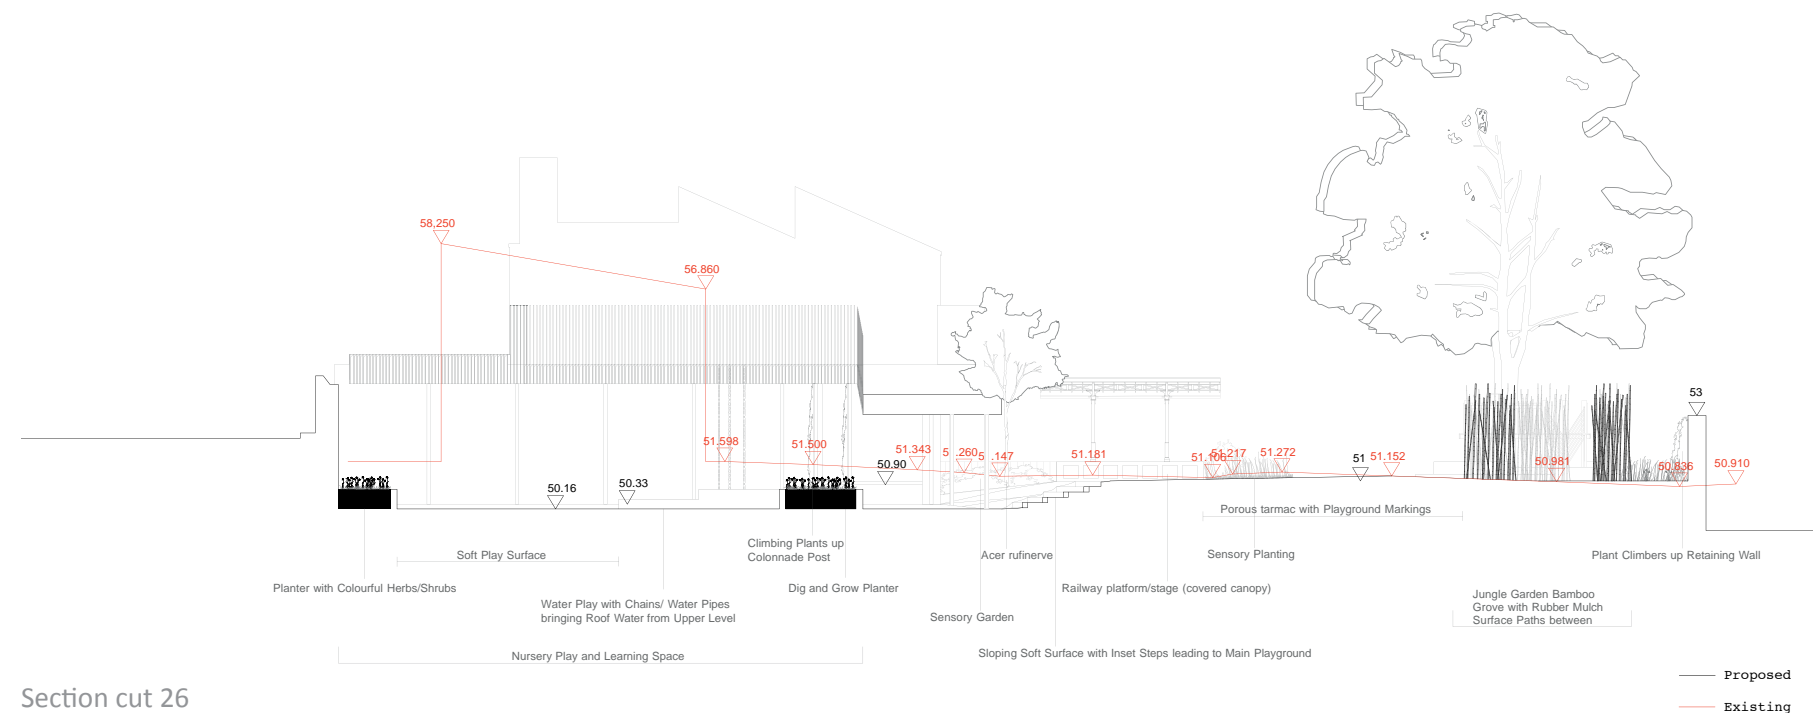 58.250
56.860
53
51.598
51.500
51.343
51.260
.147
51.181
51.217
51.272
51
51.152
50.981
50.836
50.910
50.90
50.16
50.33
Porous tarmac with Playground Markings
Climbing Plants up
Colonnade Post
Soft Play Surface
Acer rufinerve
Sensory Planting
Plant Climbers up Retaining Wall
Planter with Colourful Herbs/Shrubs
Dig and Grow Planter
Railway platform/stage (covered canopy)
Jungle Garden Bamboo
Grove with Rubber Mulch
Surface Paths between
Water Play with Chains/ Water Pipes
bringing Roof Water from Upper Level
Sensory Garden
Nursery Play and Learning Space
Sloping Soft Surface with Inset Steps leading to Main Playground
Proposed
Existing
Section cut 26